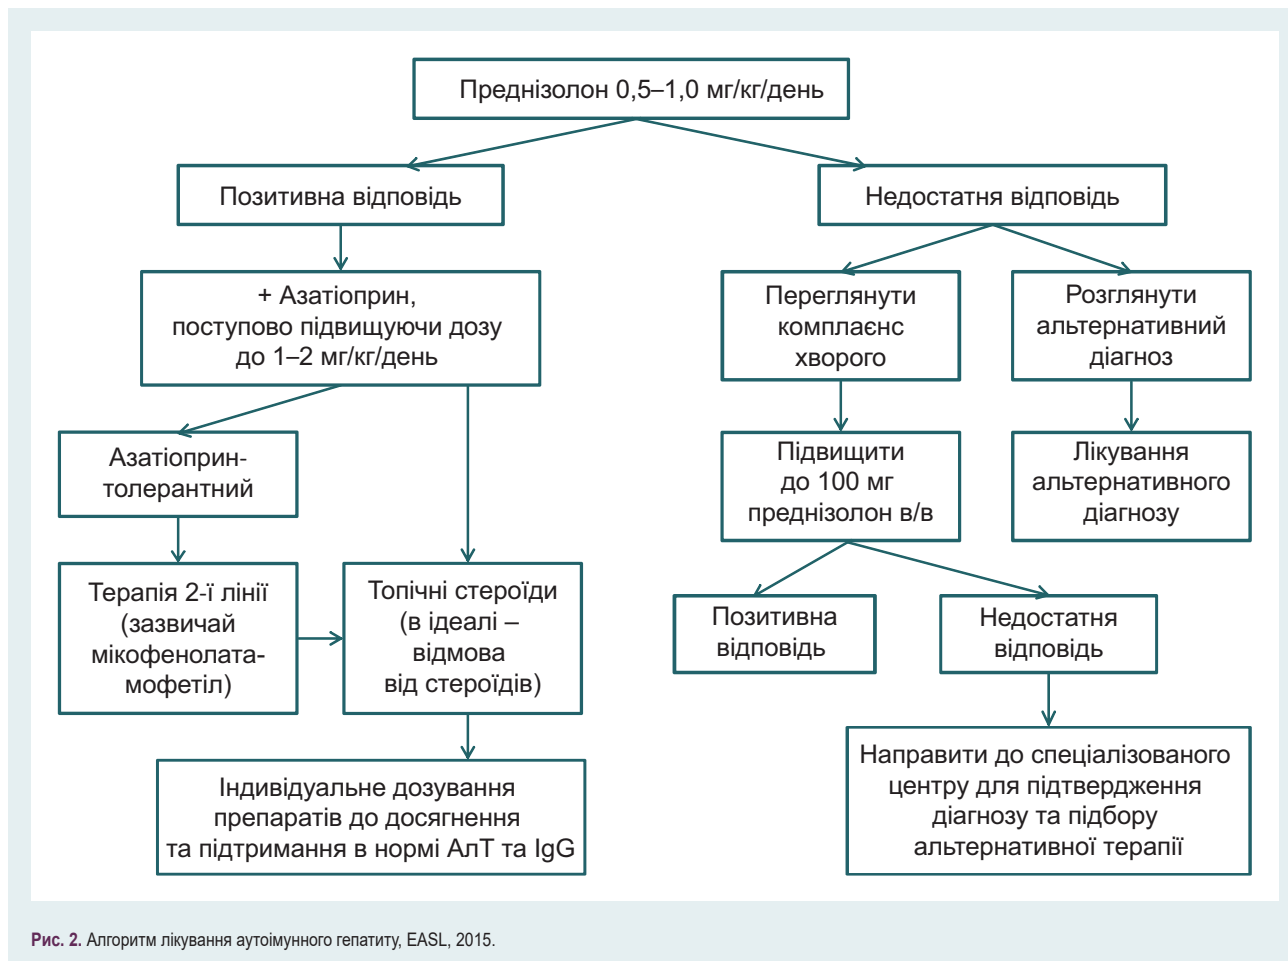 Преднізолон 0,5–1,0 мг/кг/день
Позитивна відповідь
Недостатня відповідь
+ Азатіоприн,
поступово підвищуючи дозу
до 1–2 мг/кг/день
Переглянути
комплаєнс
хворого
Розглянути
альтернативний
діагноз
Азатіоприн-
толерантний
Підвищити
до 100 мг
преднізолон в/в
Лікування
альтернативного
діагнозу
Терапія 2-ї лінії
(зазвичай
мікофенолата-
мофетіл)
Топічні стероїди
(в ідеалі –
відмова
від стероїдів)
Позитивна
відповідь
Недостатня
відповідь
Індивідуальне дозування
препаратів до досягнення
та підтримання в нормі АлТ та IgG
Направити до спеціалізованого
центру для підтвердження
діагнозу та підбору
альтернативної терапії
Рис. 2. Алгоритм лікування аутоімунного гепатиту, EASL, 2015.